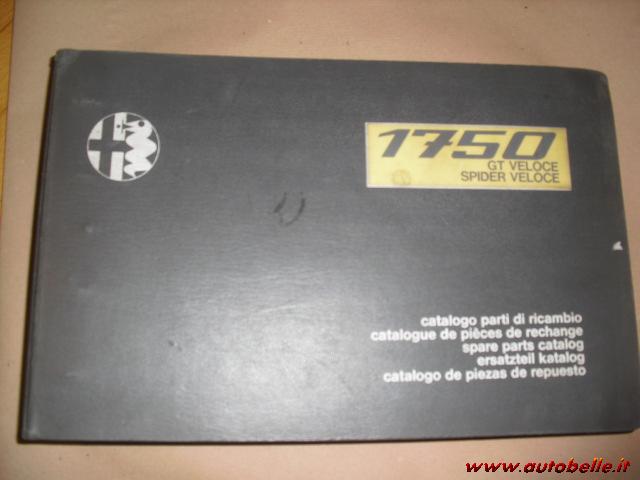 1750
GT VELOCE
SPIDER VELOCE
catalogo parti di ricambio
catalogue de pièces de rechange
spare parts catalog
ersatzteil katalog
catalogo de piezas de repuesto
www.autobelle.it